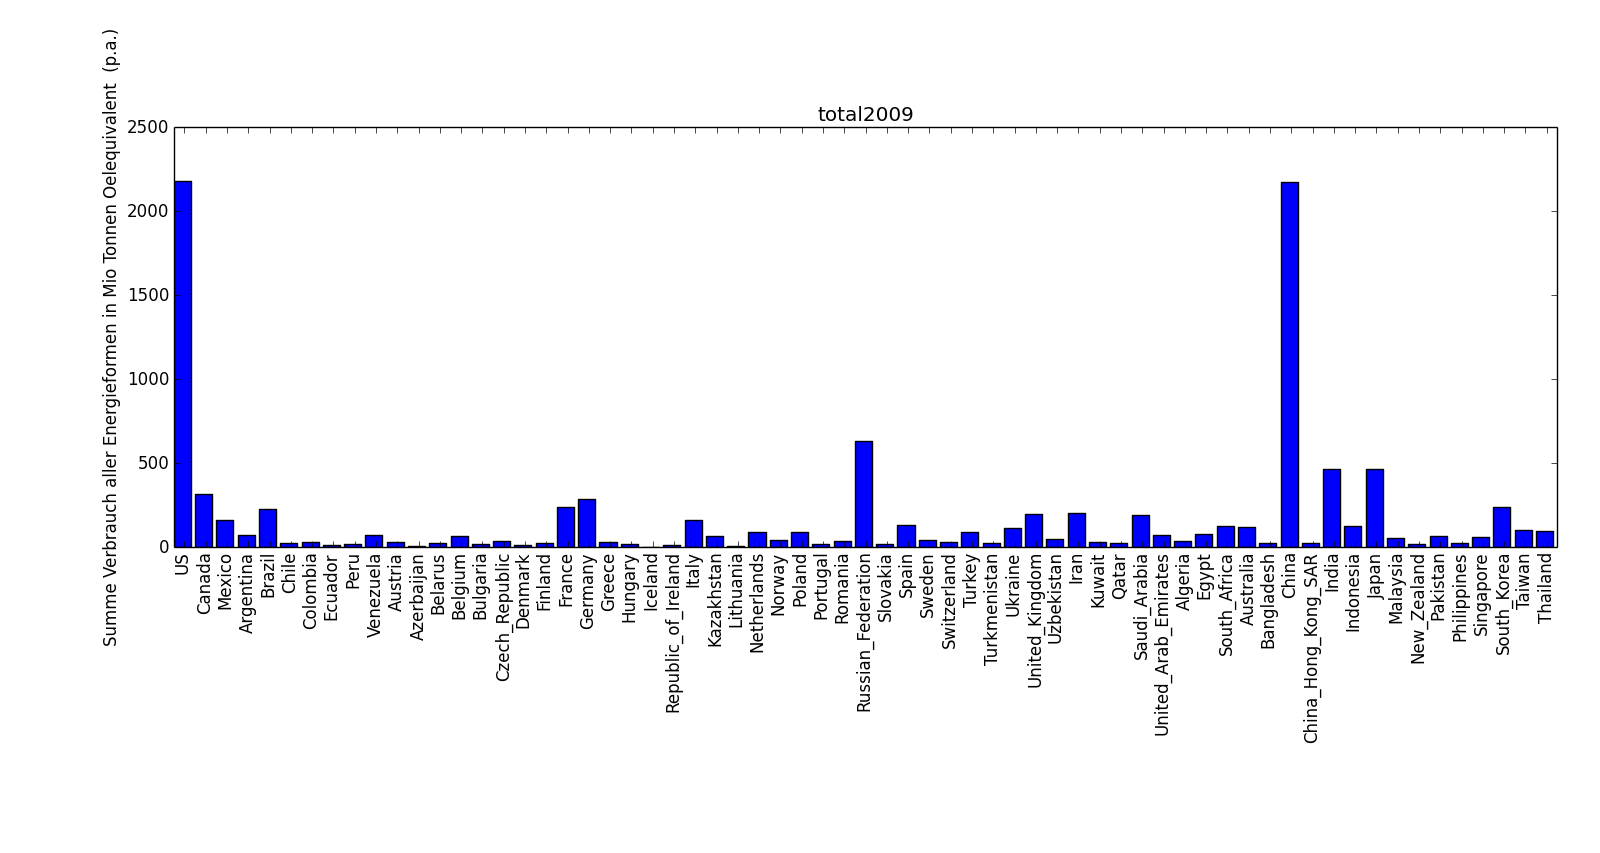 total2009
Summe Verbrauch aller Energieformen in Mio Tonnen Oelequivalent  (p.a.)
2500
2000
1500
1000
500
0
US
Canada
Mexico
Argentina
Brazil
Chile
Colombia
Ecuador
Peru
Venezuela
Austria
Azerbaijan
Belarus
Belgium
Bulgaria
Czech_Republic
Denmark
Finland
France
Germany
Greece
Hungary
Iceland
Republic_of_Ireland
Italy
Kazakhstan
Lithuania
Netherlands
Norway
Poland
Portugal
Romania
Russian_Federation
Slovakia
Spain
Sweden
Switzerland
Turkey
Turkmenistan
Ukraine
United_Kingdom
Uzbekistan
Iran
Kuwait
Qatar
Saudi_Arabia
United_Arab_Emirates
Algeria
Egypt
South_Africa
Australia
Bangladesh
China
China_Hong_Kong_SAR
India
Indonesia
Japan
Malaysia
New_Zealand
Pakistan
Philippines
Singapore
South_Korea
Taiwan
Thailand